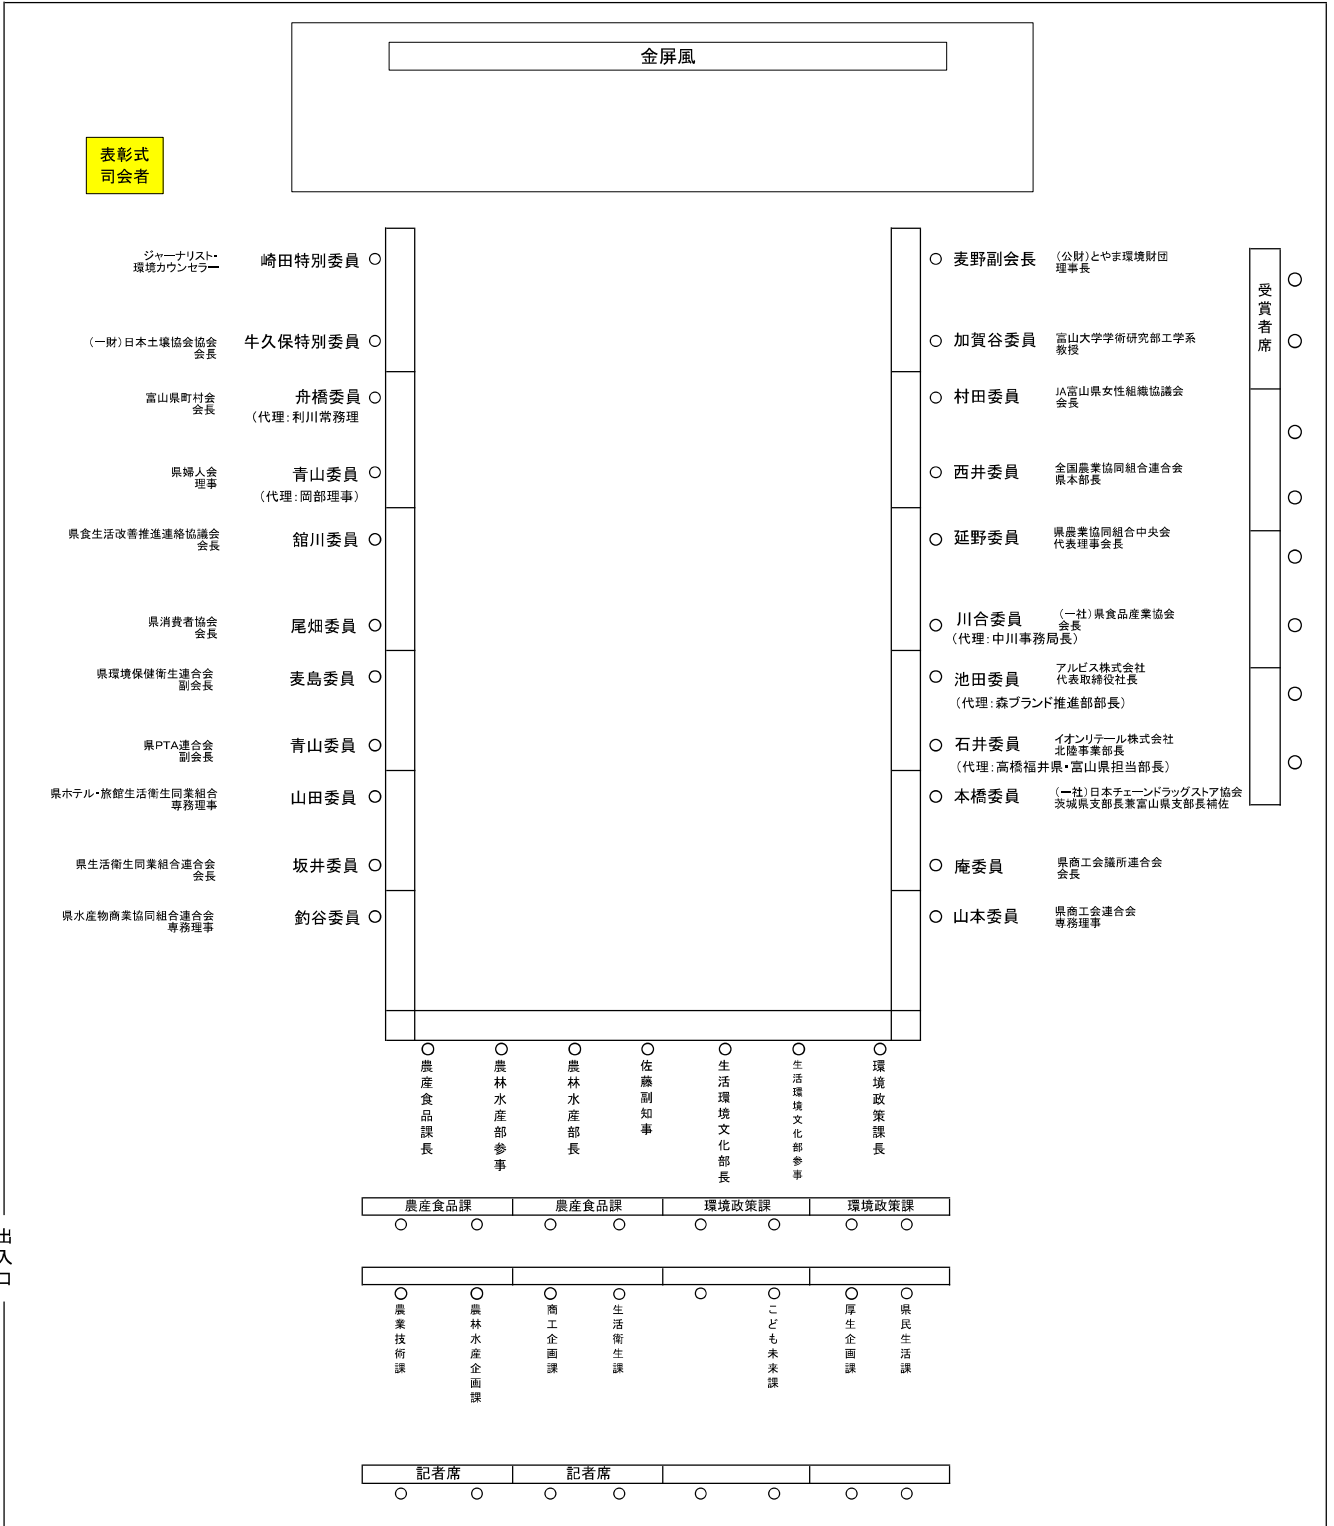 金屏風
表彰式
司会者
ジャーナリスト・
環境カウンセラー
崎田特別委員
(一財)日本土壌協会協会
会長
牛久保特別委員
富山県町村会
会長
舟橋委員
(代理:利川常務理
県婦人会
理事
青山委員
(代理:岡部理事)
県食生活改善推進連絡協議会
会長
舘川委員
県消費者協会
会長
尾畑委員
県環境保健衛生連合会
副会長
麦島委員
県PTA連合会
副会長
青山委員
県ホテル・旅館生活衛生同業組合
専務理事
山田委員
県生活衛生同業組合連合会
会長
坂井委員
県水産物商業協同組合連合会
専務理事
釣谷委員
麦野副会長
(公財)とやま環境財団
理事長
加賀谷委員
富山大学学術研究部工学系
教授
村田委員
JA富山県女性組織協議会
会長
西井委員
全国農業協同組合連合会
県本部長
延野委員
県農業協同組合中央会
代表理事会長
川合委員
(一社)県食品産業協会
会長
(代理:中川事務局長)
池田委員
アルビス株式会社
代表取締役社長
(代理:森ブランド推進部部長)
石井委員
イオンリテール株式会社
北陸事業部長
(代理:高橋福井県・富山県担当部長)
本橋委員
(一社)日本チェーンドラッグストア協会
茨城県支部長兼富山県支部長補佐
庵委員
県商工会議所連合会
会長
山本委員
県商工会連合会
専務理事
受賞者席
農産食品課長
農林水産部参事
農林水産部長
佐藤副知事
生活環境文化部長
生活環境文化部参事
環境政策課長
農産食品課
農産食品課
環境政策課
環境政策課
出入口
農業技術課
農林水産企画課
商工企画課
生活衛生課
こども未来課
厚生企画課
県民生活課
記者席
記者席